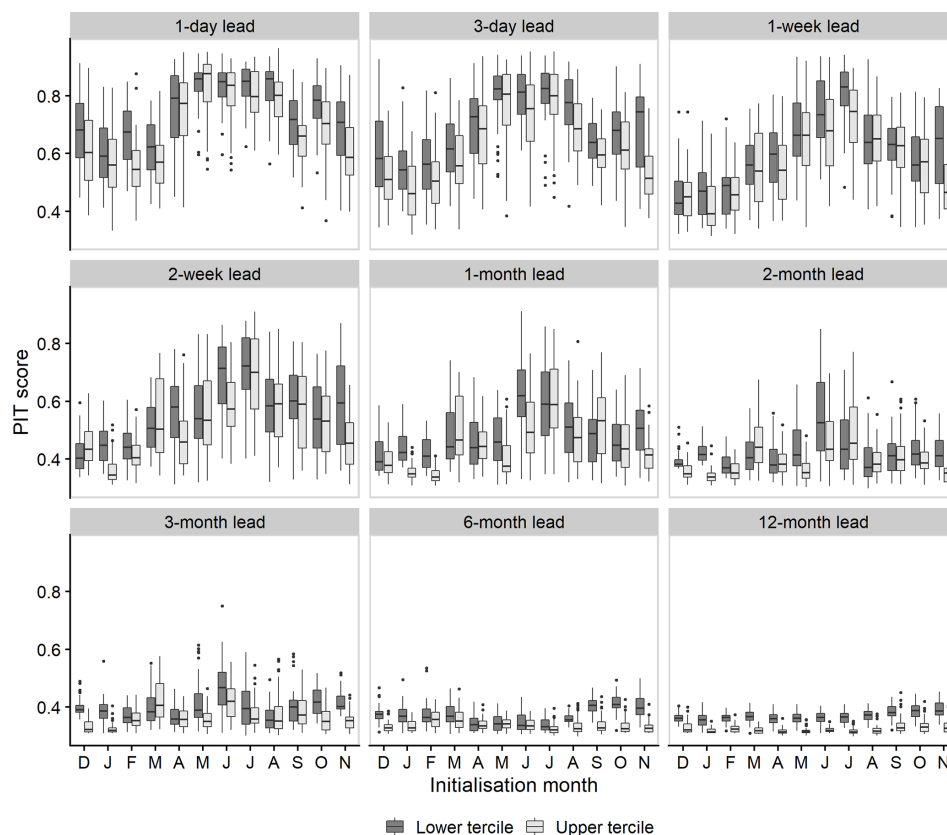 1-day lead 3-day lead 1-week lead
0.8
0.6
0.4
2-week lead 1-month lead 2-month lead
PIT score
0.8
0.6
0.4
3-month lead 6-month lead 12-month lead
0.8
0.6
0.4
D J F M A M J J A S O N D J F M A M J J A S O N D J F M A M J J A S O N
Initialisation month
Lower tercile Upper tercile